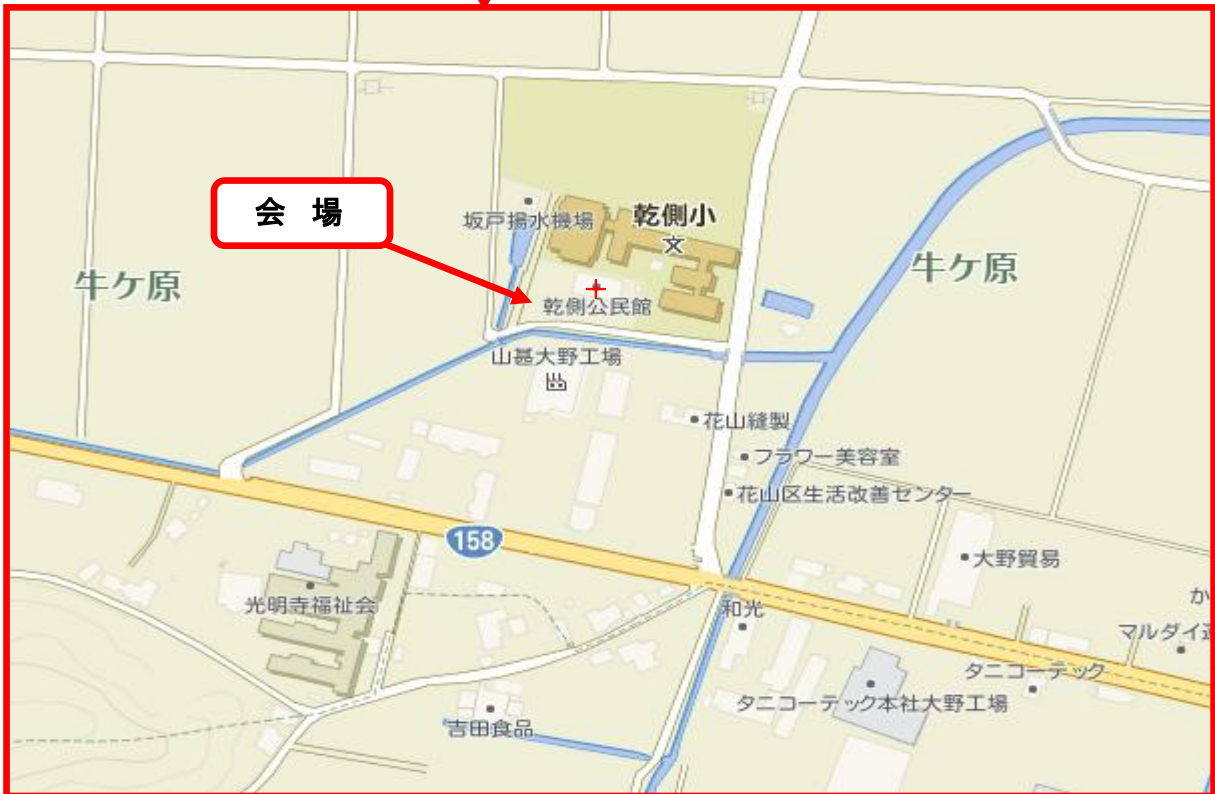 会 場
坂戸揚水機場
乾側小
文
牛ケ原
牛ケ原
乾側公民館
山甚大野工場
花山縫製
フラワー美容室
花山区生活改善センター
158
大野貿易
光明寺福祉会
和光
か
マルダイ
タニコーテック
タニコーテック本社大野工場
吉田食品